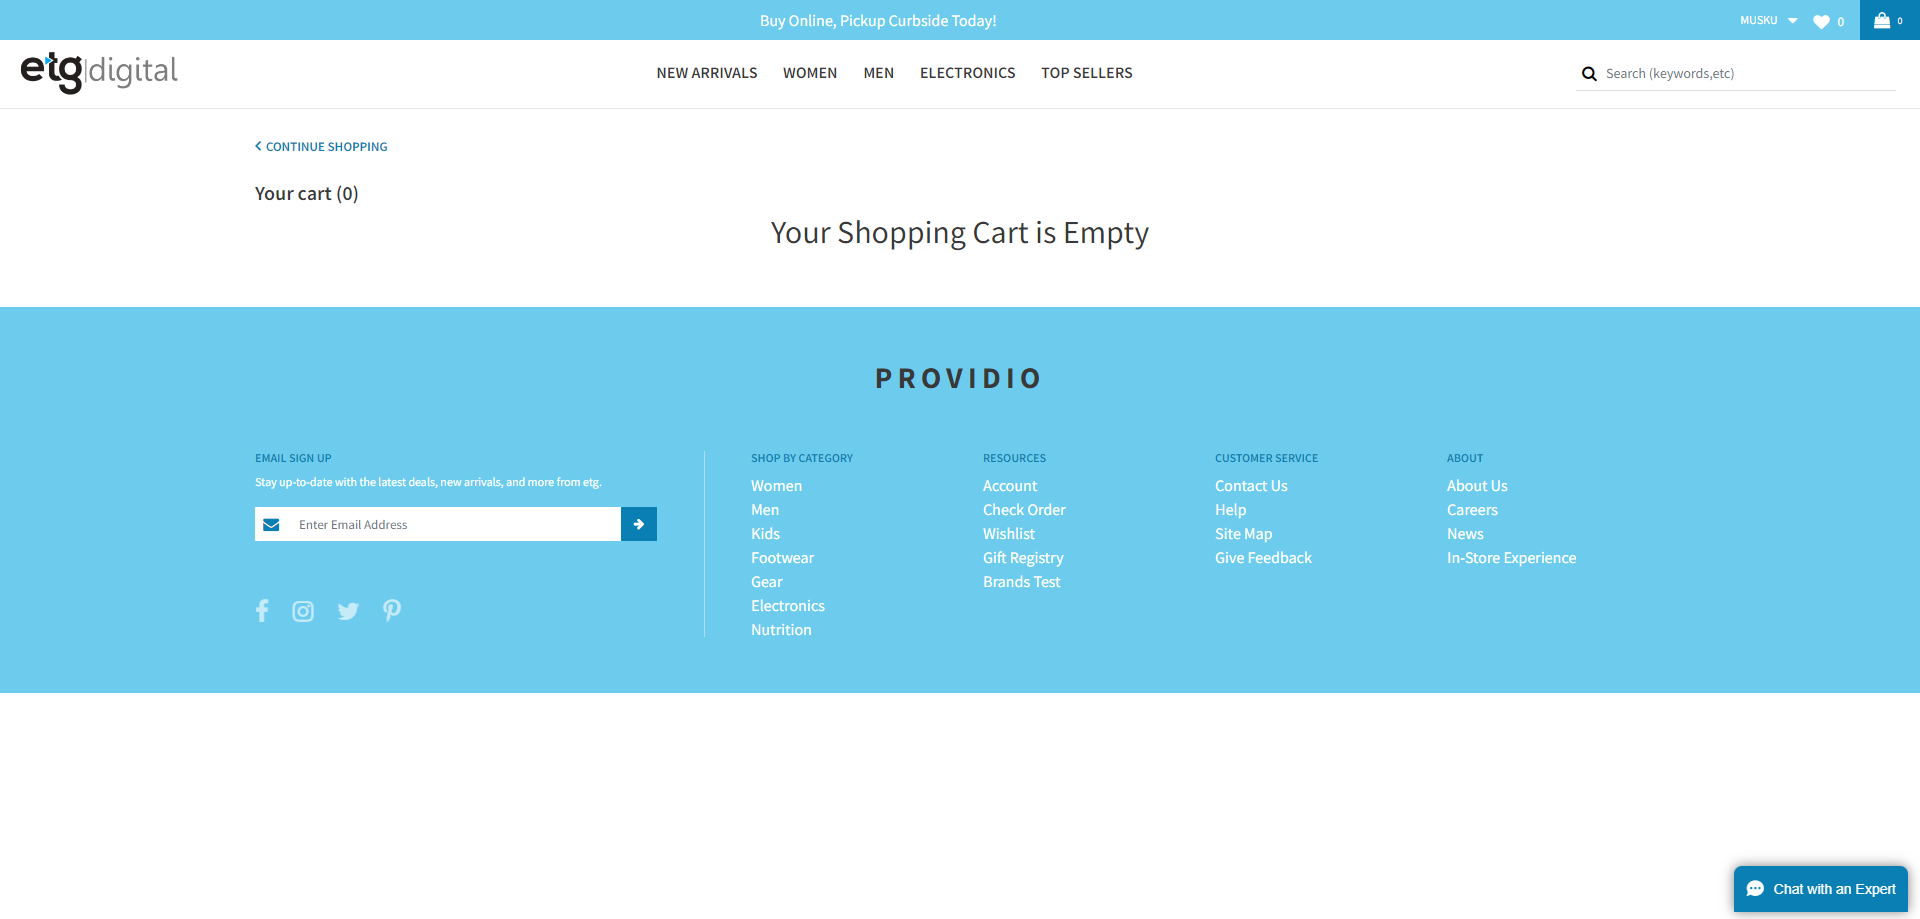 Buy Online, Pickup Curbside Today!
MUSKU
0
0
etg|digital
NEW ARRIVALS
WOMEN
MEN
ELECTRONICS
TOP SELLERS
Search (keywords,etc)
CONTINUE SHOPPING
Your cart (0)
Your Shopping Cart is Empty
PROVIDIO
EMAIL SIGN UP
Stay up-to-date with the latest deals, new arrivals, and more from etg.
Enter Email Address
SHOP BY CATEGORY
Women
Men
Kids
Footwear
Gear
Electronics
Nutrition
RESOURCES
Account
Check Order
Wishlist
Gift Registry
Brands Test
CUSTOMER SERVICE
Contact Us
Help
Site Map
Give Feedback
ABOUT
About Us
Careers
News
In-Store Experience
Chat with an Expert